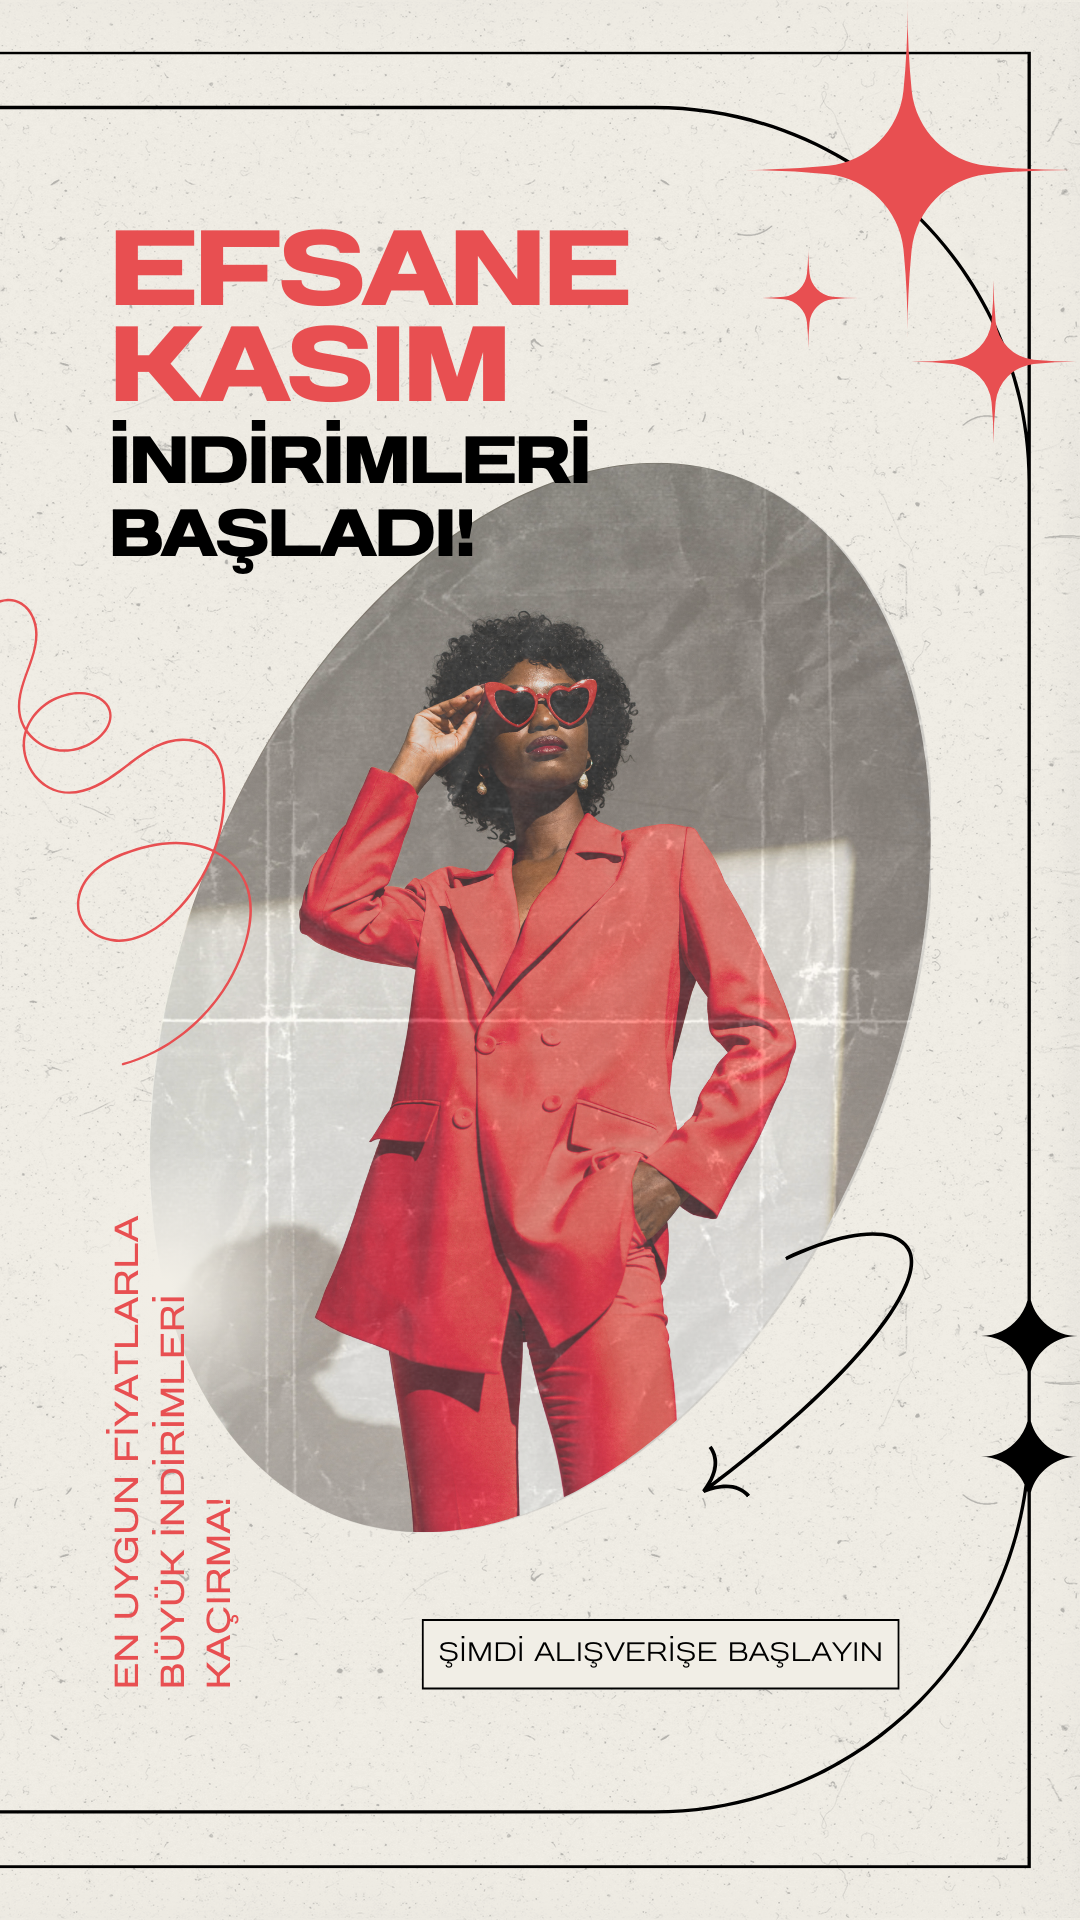 EFSANE
KASIM
İNDİRİMLERİ
BAŞLADI!
EN UYGUN FİYATLARLA
BÜYÜK İNDİRİMLERİ
KAÇIRMA!
ŞİMDİ ALIŞVERİŞE BAŞLAYIN